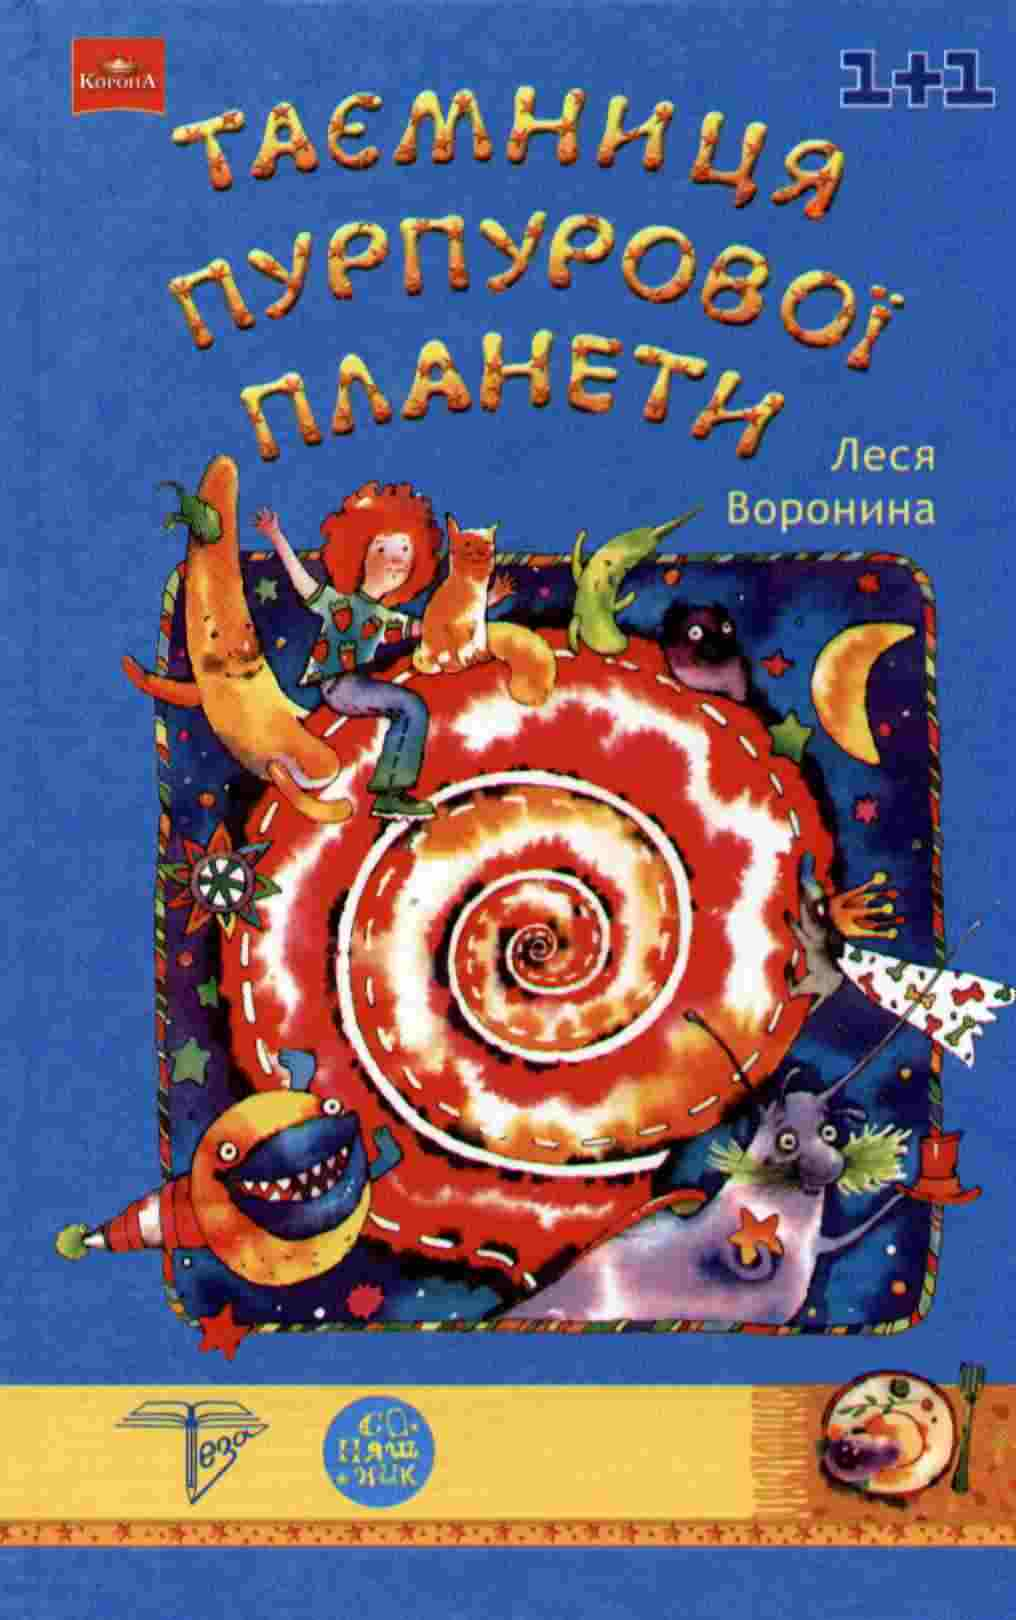 КОРОНА
1+1
ТАЄМНИЦЯ
ПУРПУРОВОЇ
ПЛАНЕТИ
Леся
Воронина
Теза
СО-
НЯШ
НИК